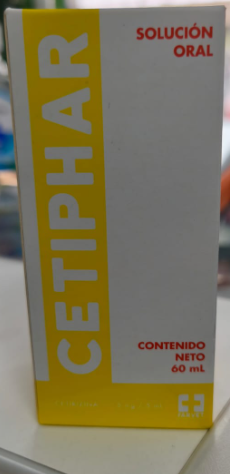 CETIPHAR
SOLUCIÓN
ORAL
CONTENIDO
NETO
60 mL